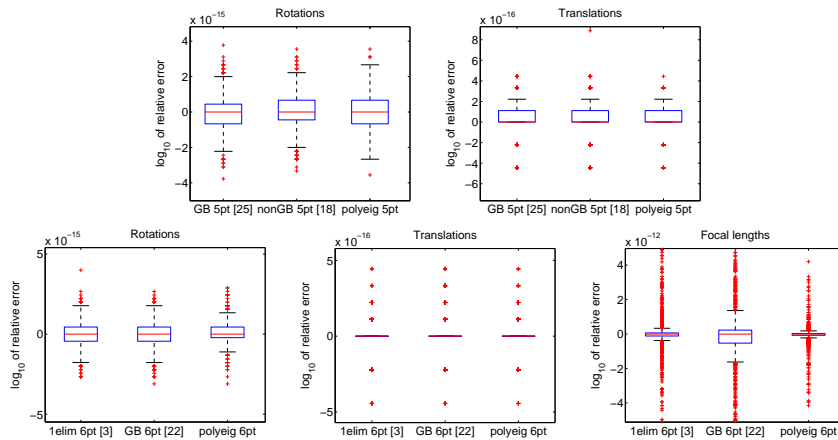 Rotations
x 10⁻¹⁵
4
2
0
−2
−4
log₁₀ of relative error
GB 5pt [25] nonGB 5pt [18] polyeig 5pt
Translations
x 10⁻¹⁶
8
6
4
2
0
−2
−4
−6
log₁₀ of relative error
GB 5pt [25] nonGB 5pt [18] polyeig 5pt
Rotations
x 10⁻¹⁵
5
0
−5
log₁₀ of relative error
1elim 6pt [3] GB 6pt [22] polyeig 6pt
Translations
x 10⁻¹⁶
5
0
−5
log₁₀ of relative error
1elim 6pt [3] GB 6pt [22] polyeig 6pt
Focal lengths
x 10⁻¹²
4
2
0
−2
−4
log₁₀ of relative error
1elim 6pt [3] GB 6pt [22] polyeig 6pt